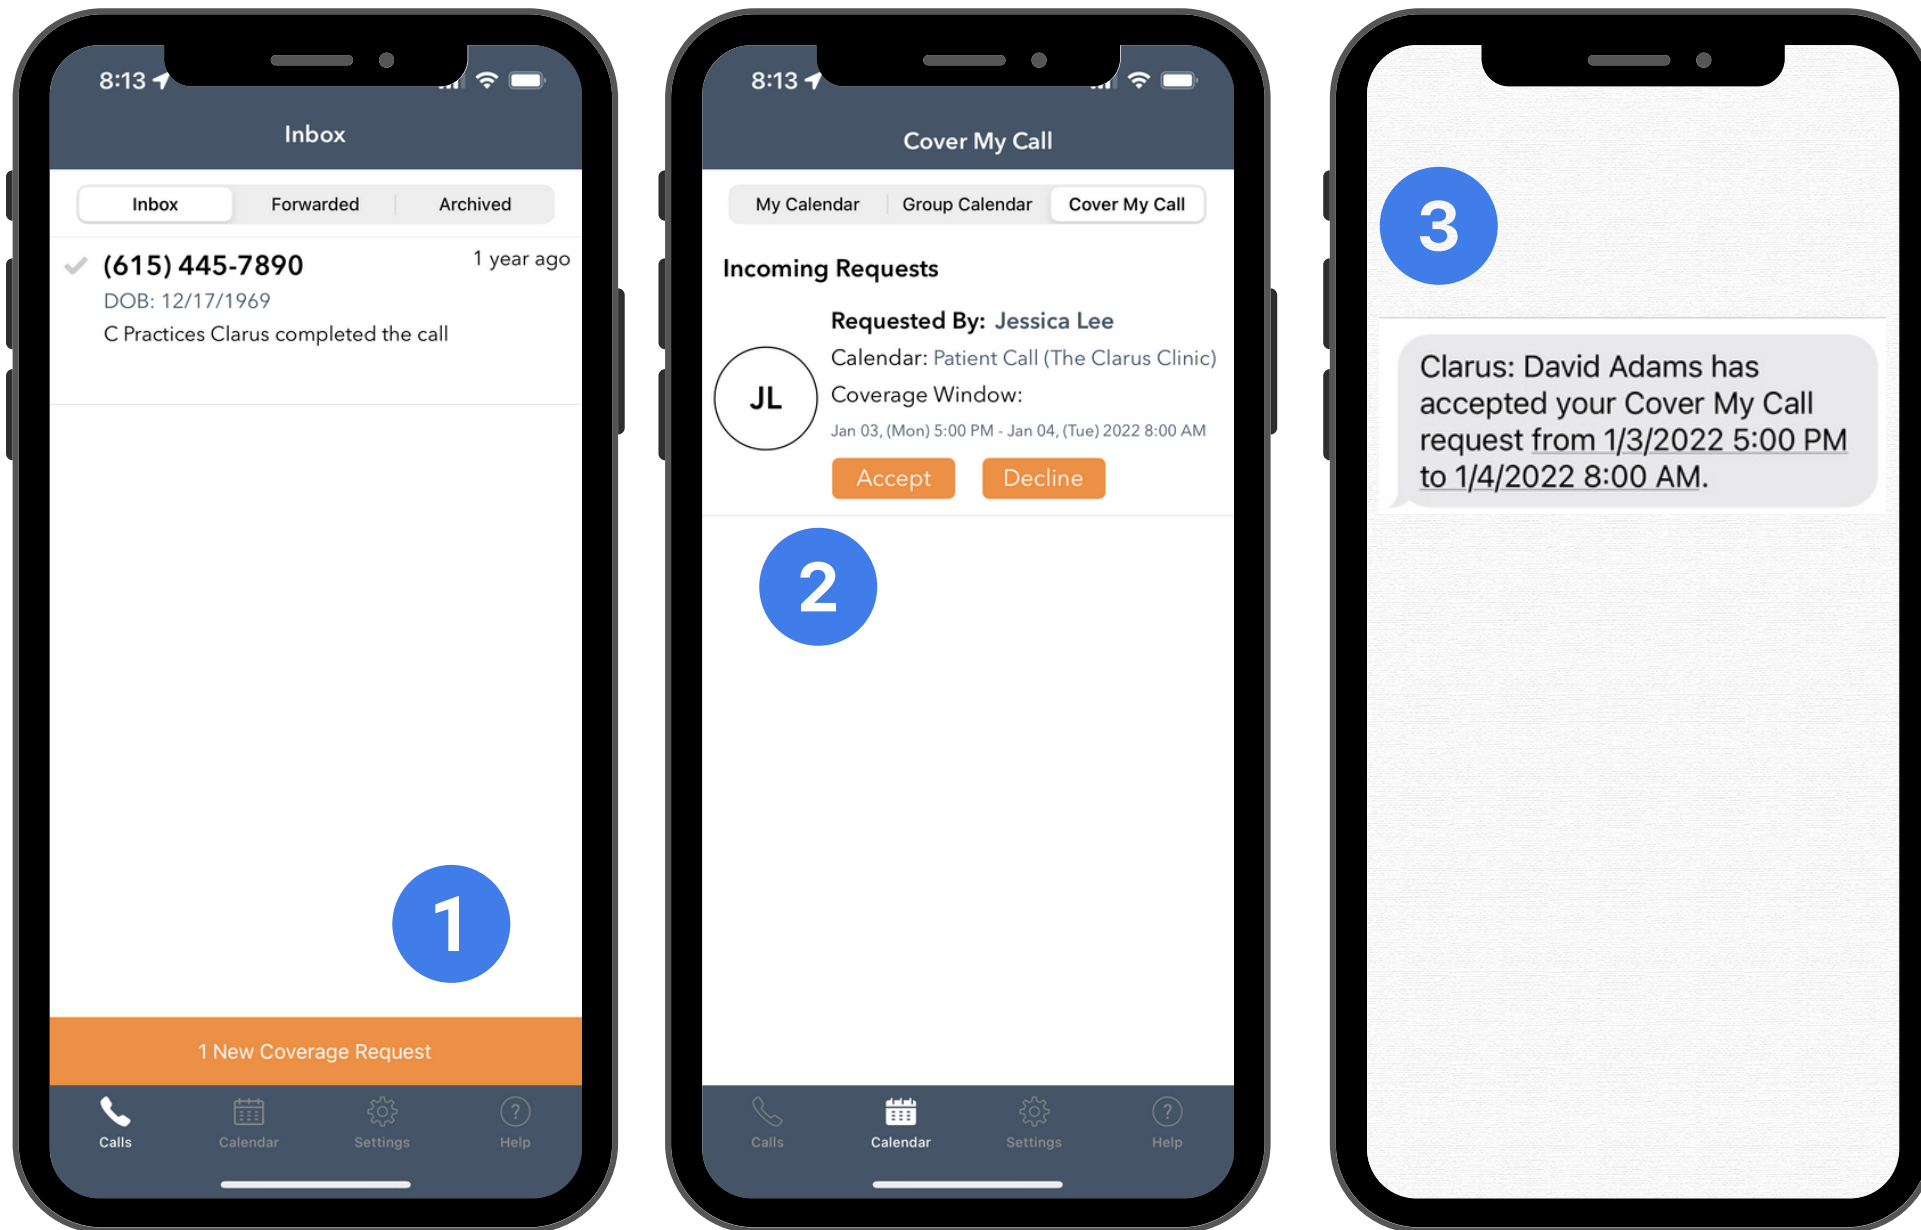 8:13
Inbox
Inbox Forwarded Archived
(615) 445-7890 1 year ago
DOB: 12/17/1969
C Practices Clarus completed the call
1
1 New Coverage Request
Calls Calendar Settings Help
8:13
Cover My Call
My Calendar Group Calendar Cover My Call
Incoming Requests
Requested By: Jessica Lee
Calendar: Patient Call (The Clarus Clinic)
JL
Coverage Window:
Jan 03, (Mon) 5:00 PM - Jan 04, (Tue) 2022 8:00 AM
Accept Decline
2
Calls Calendar Settings Help
3
Clarus: David Adams has
accepted your Cover My Call
request from 1/3/2022 5:00 PM
to 1/4/2022 8:00 AM.